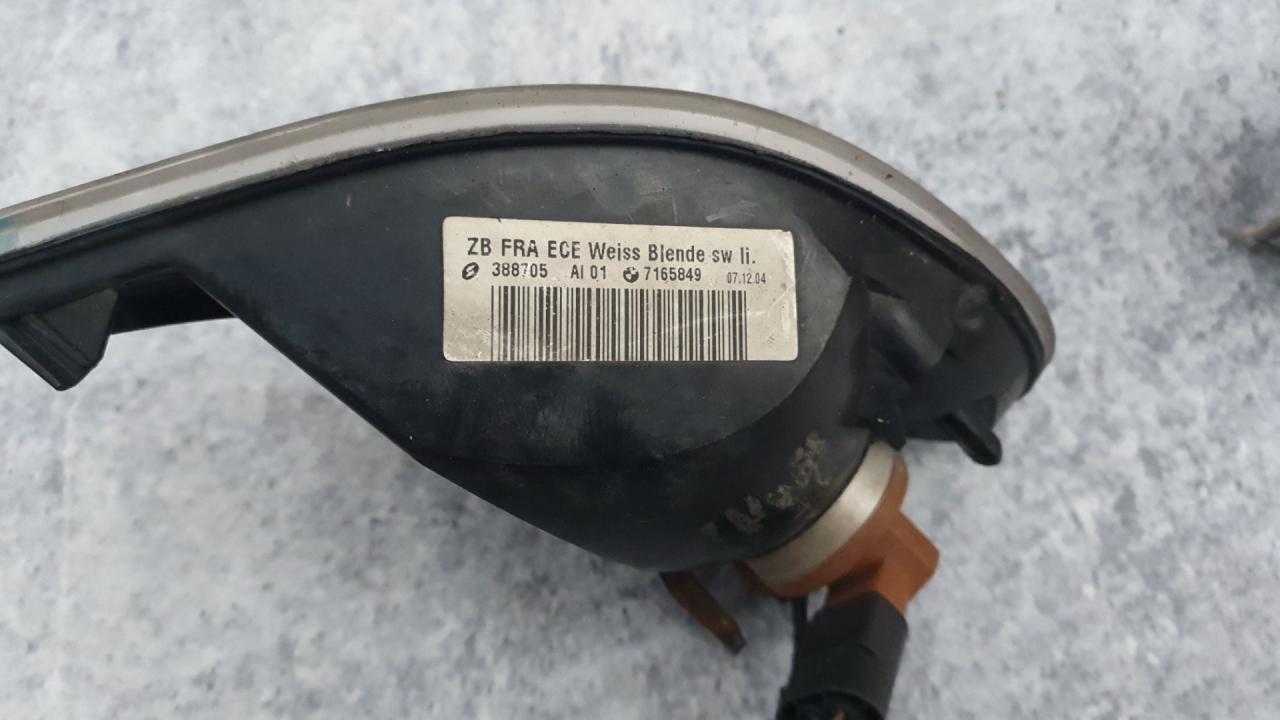 ZB FRA ECE Weiss Blende sw li.
388705 AI 01 7165849 07.12.04